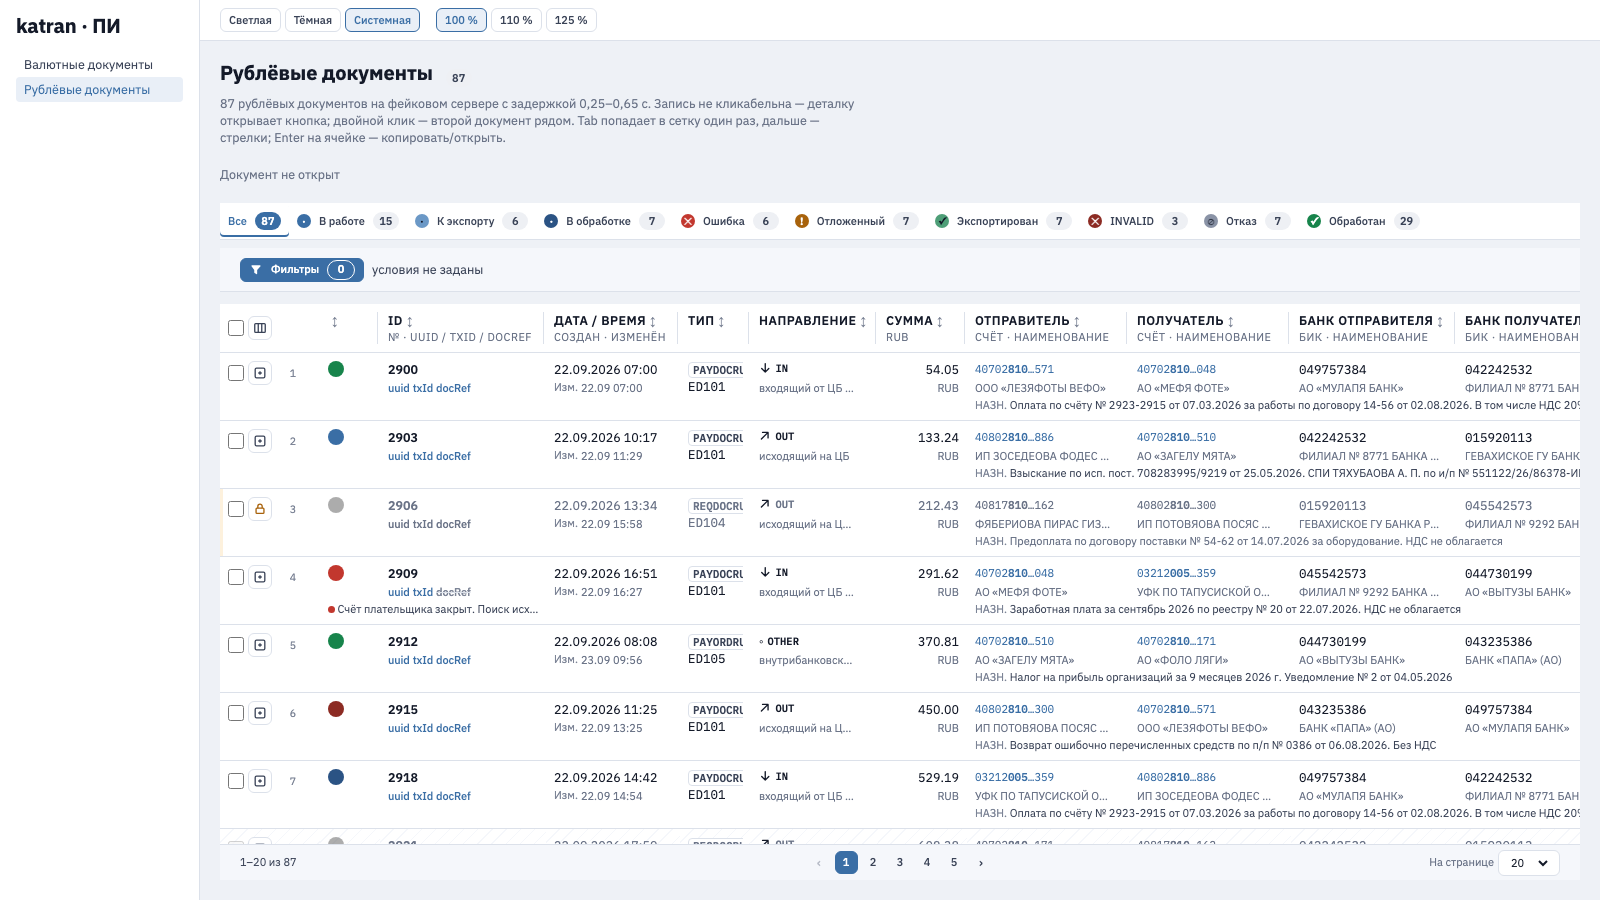 katran · ПИ
Валютные документы
Рублёвые документы
Светлая Тёмная Системная 100 % 110 % 125 %
Рублёвые документы 87
87 рублёвых документов на фейковом сервере с задержкой 0,25–0,65 с. Запись не кликабельна — деталку
открывает кнопка; двойной клик — второй документ рядом. Tab попадает в сетку один раз, дальше —
стрелки; Enter на ячейке — копировать/открыть.
Документ не открыт
Все 87 В работе 15 К экспорту 6 В обработке 7 Ошибка 6 Отложенный 7 Экспортирован 7 INVALID 3 Отказ 7 Обработан 29
Фильтры 0 условия не заданы
ID ДАТА / ВРЕМЯ ТИП НАПРАВЛЕНИЕ СУММА ОТПРАВИТЕЛЬ ПОЛУЧАТЕЛЬ БАНК ОТПРАВИТЕЛЯ БАНК ПОЛУЧАТЕЛ
№ · UUID / TXID / DOCREF СОЗДАН · ИЗМЕНЁН RUB СЧЁТ · НАИМЕНОВАНИЕ СЧЁТ · НАИМЕНОВАНИЕ БИК · НАИМЕНОВАНИЕ БИК · НАИМЕНОВАН
1 2900 22.09.2026 07:00 PAYDOCRU ↓ IN 54.05 40702810…571 40702810…048 049757384 042242532
uuid txId docRef Изм. 22.09 07:00 ED101 входящий от ЦБ … RUB ООО «ЛЕЗЯФОТЫ ВЕФО» АО «МЕФЯ ФОТЕ» АО «МУЛАПЯ БАНК» ФИЛИАЛ № 8771 БАН
НАЗН. Оплата по счёту № 2923-2915 от 07.03.2026 за работы по договору 14-56 от 02.08.2026. В том числе НДС 20%
2 2903 22.09.2026 10:17 PAYDOCRU ↗ OUT 133.24 40802810…886 40702810…510 042242532 015920113
uuid txId docRef Изм. 22.09 11:29 ED101 исходящий на ЦБ RUB ИП ЗОСЕДЕОВА ФОДЕС … АО «ЗАГЕЛУ МЯТА» ФИЛИАЛ № 8771 БАНКА … ГЕВАХИСКОЕ ГУ БАНК
НАЗН. Взыскание по исп. пост. 708283995/9219 от 25.05.2026. СПИ ТЯХУБАОВА А. П. по и/п № 551122/26/86378-И
3 2906 22.09.2026 13:34 REQDOCRU ↗ OUT 212.43 40817810…162 40802810…300 015920113 045542573
uuid txId docRef Изм. 22.09 15:58 ED104 исходящий на Ц… RUB ФЯБЕРИОВА ПИРАС ГИЗ… ИП ПОТОВЯОВА ПОСЯС … ГЕВАХИСКОЕ ГУ БАНКА Р… ФИЛИАЛ № 9292 БАН
НАЗН. Предоплата по договору поставки № 54-62 от 14.07.2026 за оборудование. НДС не облагается
4 2909 22.09.2026 16:51 PAYDOCRU ↓ IN 291.62 40702810…048 03212005…359 045542573 044730199
uuid txId docRef Изм. 22.09 16:27 ED101 входящий от ЦБ … RUB АО «МЕФЯ ФОТЕ» УФК ПО ТАПУСИСКОЙ О… ФИЛИАЛ № 9292 БАНКА … АО «ВЫТУЗЫ БАНК»
Счёт плательщика закрыт. Поиск исх… НАЗН. Заработная плата за сентябрь 2026 по реестру № 20 от 22.07.2026. НДС не облагается
5 2912 22.09.2026 08:08 PAYORDRU ◦ OTHER 370.81 40702810…510 40702810…171 044730199 043235386
uuid txId docRef Изм. 23.09 09:56 ED105 внутрибанковск… RUB АО «ЗАГЕЛУ МЯТА» АО «ФОЛО ЛЯГИ» АО «ВЫТУЗЫ БАНК» БАНК «ПАПА» (АО)
НАЗН. Налог на прибыль организаций за 9 месяцев 2026 г. Уведомление № 2 от 04.05.2026
6 2915 22.09.2026 11:25 PAYDOCRU ↗ OUT 450.00 40802810…300 40702810…571 043235386 049757384
uuid txId docRef Изм. 22.09 13:25 ED101 исходящий на Ц… RUB ИП ПОТОВЯОВА ПОСЯС … ООО «ЛЕЗЯФОТЫ ВЕФО» БАНК «ПАПА» (АО) АО «МУЛАПЯ БАНК»
НАЗН. Возврат ошибочно перечисленных средств по п/п № 0386 от 06.08.2026. Без НДС
7 2918 22.09.2026 14:42 PAYDOCRU ↓ IN 529.19 03212005…359 40802810…886 049757384 042242532
uuid txId docRef Изм. 22.09 14:54 ED101 входящий от ЦБ … RUB УФК ПО ТАПУСИСКОЙ О… ИП ЗОСЕДЕОВА ФОДЕС … АО «МУЛАПЯ БАНК» ФИЛИАЛ № 8771 БАН
НАЗН. Оплата по счёту № 2923-2915 от 07.03.2026 за работы по договору 14-56 от 02.08.2026. В том числе НДС 20%
1–20 из 87 ‹ 1 2 3 4 5 › На странице 20